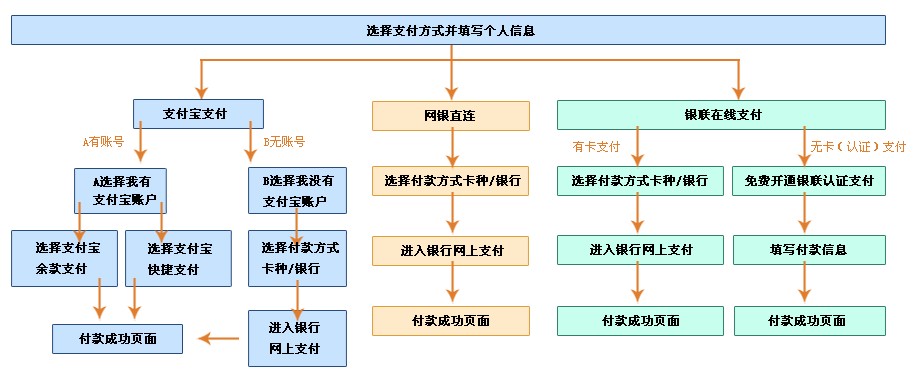 选择支付方式并填写个人信息
支付宝支付
网银直连
银联在线支付
A有账号
B无账号
有卡支付
无卡（认证）支付
A选择我有
支付宝账户
B选择我没有
支付宝账户
选择付款方式卡种/银行
选择付款方式卡种/银行
免费开通银联认证支付
选择支付宝
余款支付
选择支付宝
快捷支付
选择付款方式
卡种/银行
进入银行网上支付
进入银行网上支付
填写付款信息
付款成功页面
进入银行
网上支付
付款成功页面
付款成功页面
付款成功页面